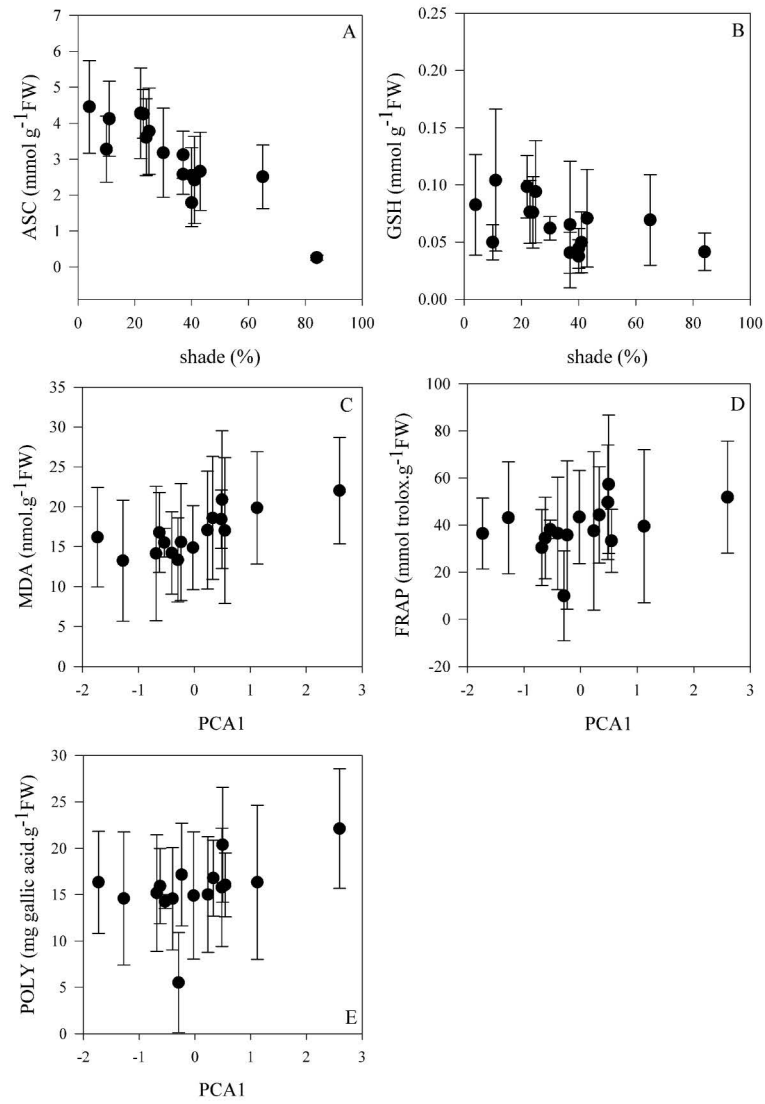 A
ASC (mmol g-1FW)
7
6
5
4
3
2
1
0
0 20 40 60 80 100
shade (%)
B
GSH (mmol g-1FW)
0.25
0.20
0.15
0.10
0.05
0.00
0 20 40 60 80 100
shade (%)
C
MDA (nmol.g-1FW)
35
30
25
20
15
10
5
0
-2 -1 0 1 2 3
PCA1
D
FRAP (mmol trolox.g-1FW)
100
80
60
40
20
0
-20
-2 -1 0 1 2 3
PCA1
E
POLY (mg gallic acid.g-1FW)
30
25
20
15
10
5
0
-2 -1 0 1 2 3
PCA1